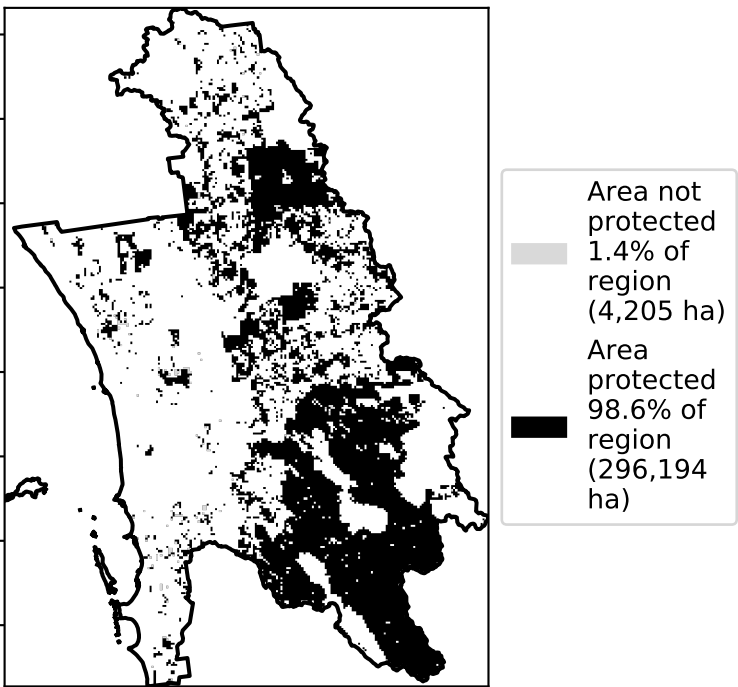 Area not
protected
1.4% of
region
(4,205 ha)
Area
protected
98.6% of
region
(296,194
ha)